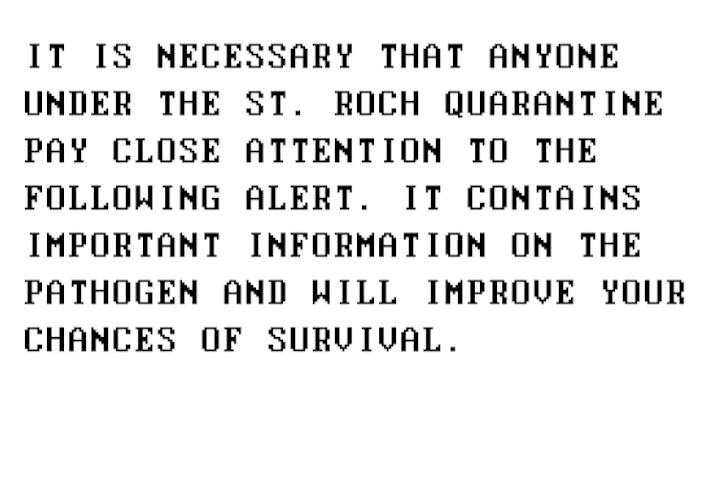 IT IS NECESSARY THAT ANYONE
UNDER THE ST. ROCH QUARANTINE
PAY CLOSE ATTENTION TO THE
FOLLOWING ALERT. IT CONTAINS
IMPORTANT INFORMATION ON THE
PATHOGEN AND WILL IMPROVE YOUR
CHANCES OF SURVIVAL.